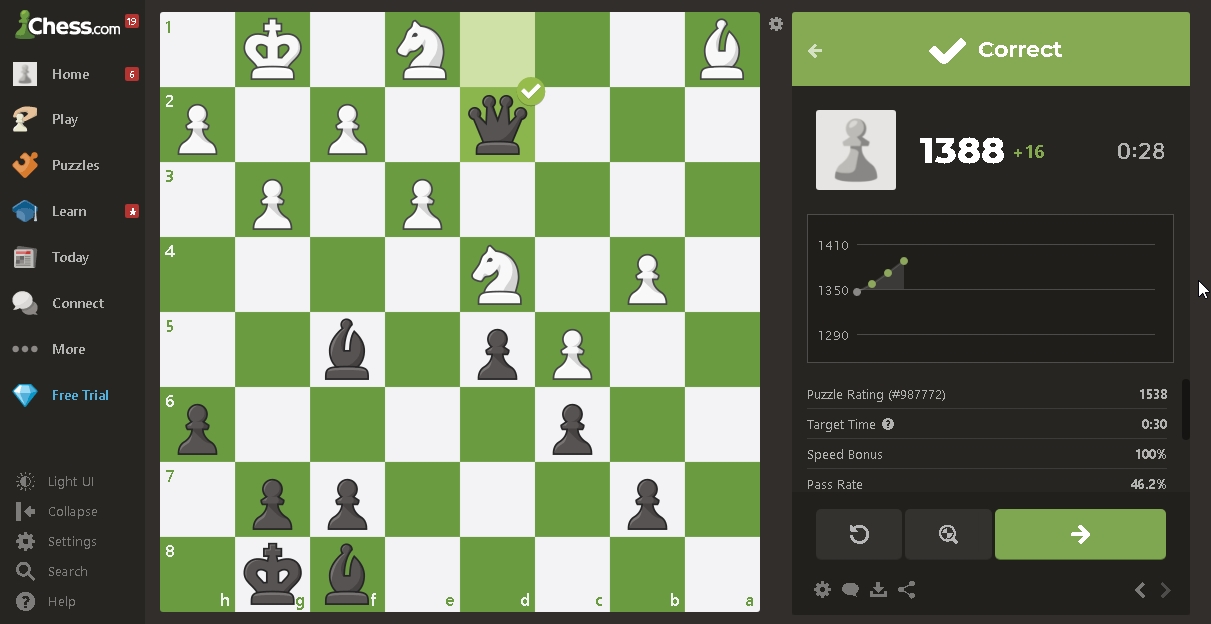 Chess.com 19
Home 6
Play
Puzzles
Learn
Today
Connect
More
Free Trial
Light UI
Collapse
Settings
Search
Help
1
2
3
4
5
6
7
8
h g f e d c b a
Correct
1388 +16 0:28
1410
1350
1290
Puzzle Rating (#987772) 1538
Target Time ? 0:30
Speed Bonus 100%
Pass Rate 46.2%